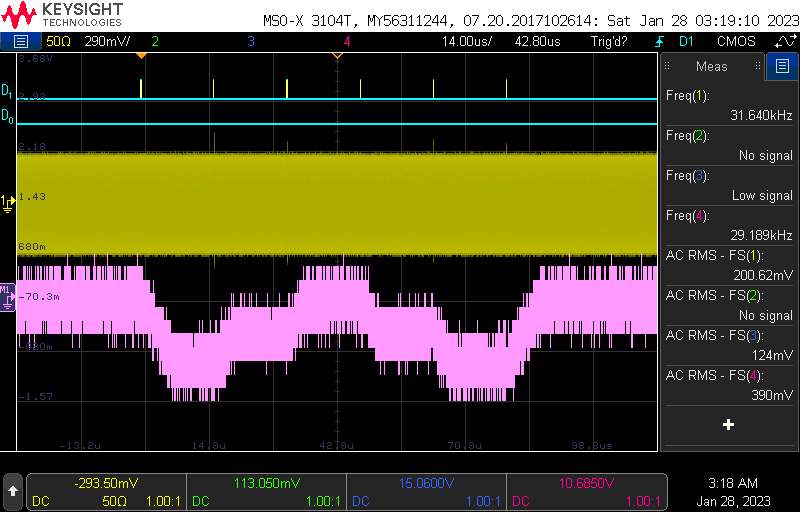 KEYSIGHT
TECHNOLOGIES
MSO-X 3104T, MY56311244, 07.20.2017102614: Sat Jan 28 03:19:10 2023
50Ω 290mV/ 2 3 4 14.00us/ 42.80us Trig'd? D1 CMOS
3.68V
D1
2.93
D0
2.18
1
1.43
680m
M1
-70.3m
-820m
-1.57
-13.2u 14.8u 42.8u 70.8u 98.8us
Meas
Freq(1):
31.640kHz
Freq(2):
No signal
Freq(3):
Low signal
Freq(4):
29.189kHz
AC RMS - FS(1):
200.62mV
AC RMS - FS(2):
No signal
AC RMS - FS(3):
124mV
AC RMS - FS(4):
390mV
-293.50mV 113.050mV 15.0600V 10.6850V
DC 50Ω 1.00:1 DC 1.00:1 DC 1.00:1 DC 1.00:1
3:18 AM
Jan 28, 2023